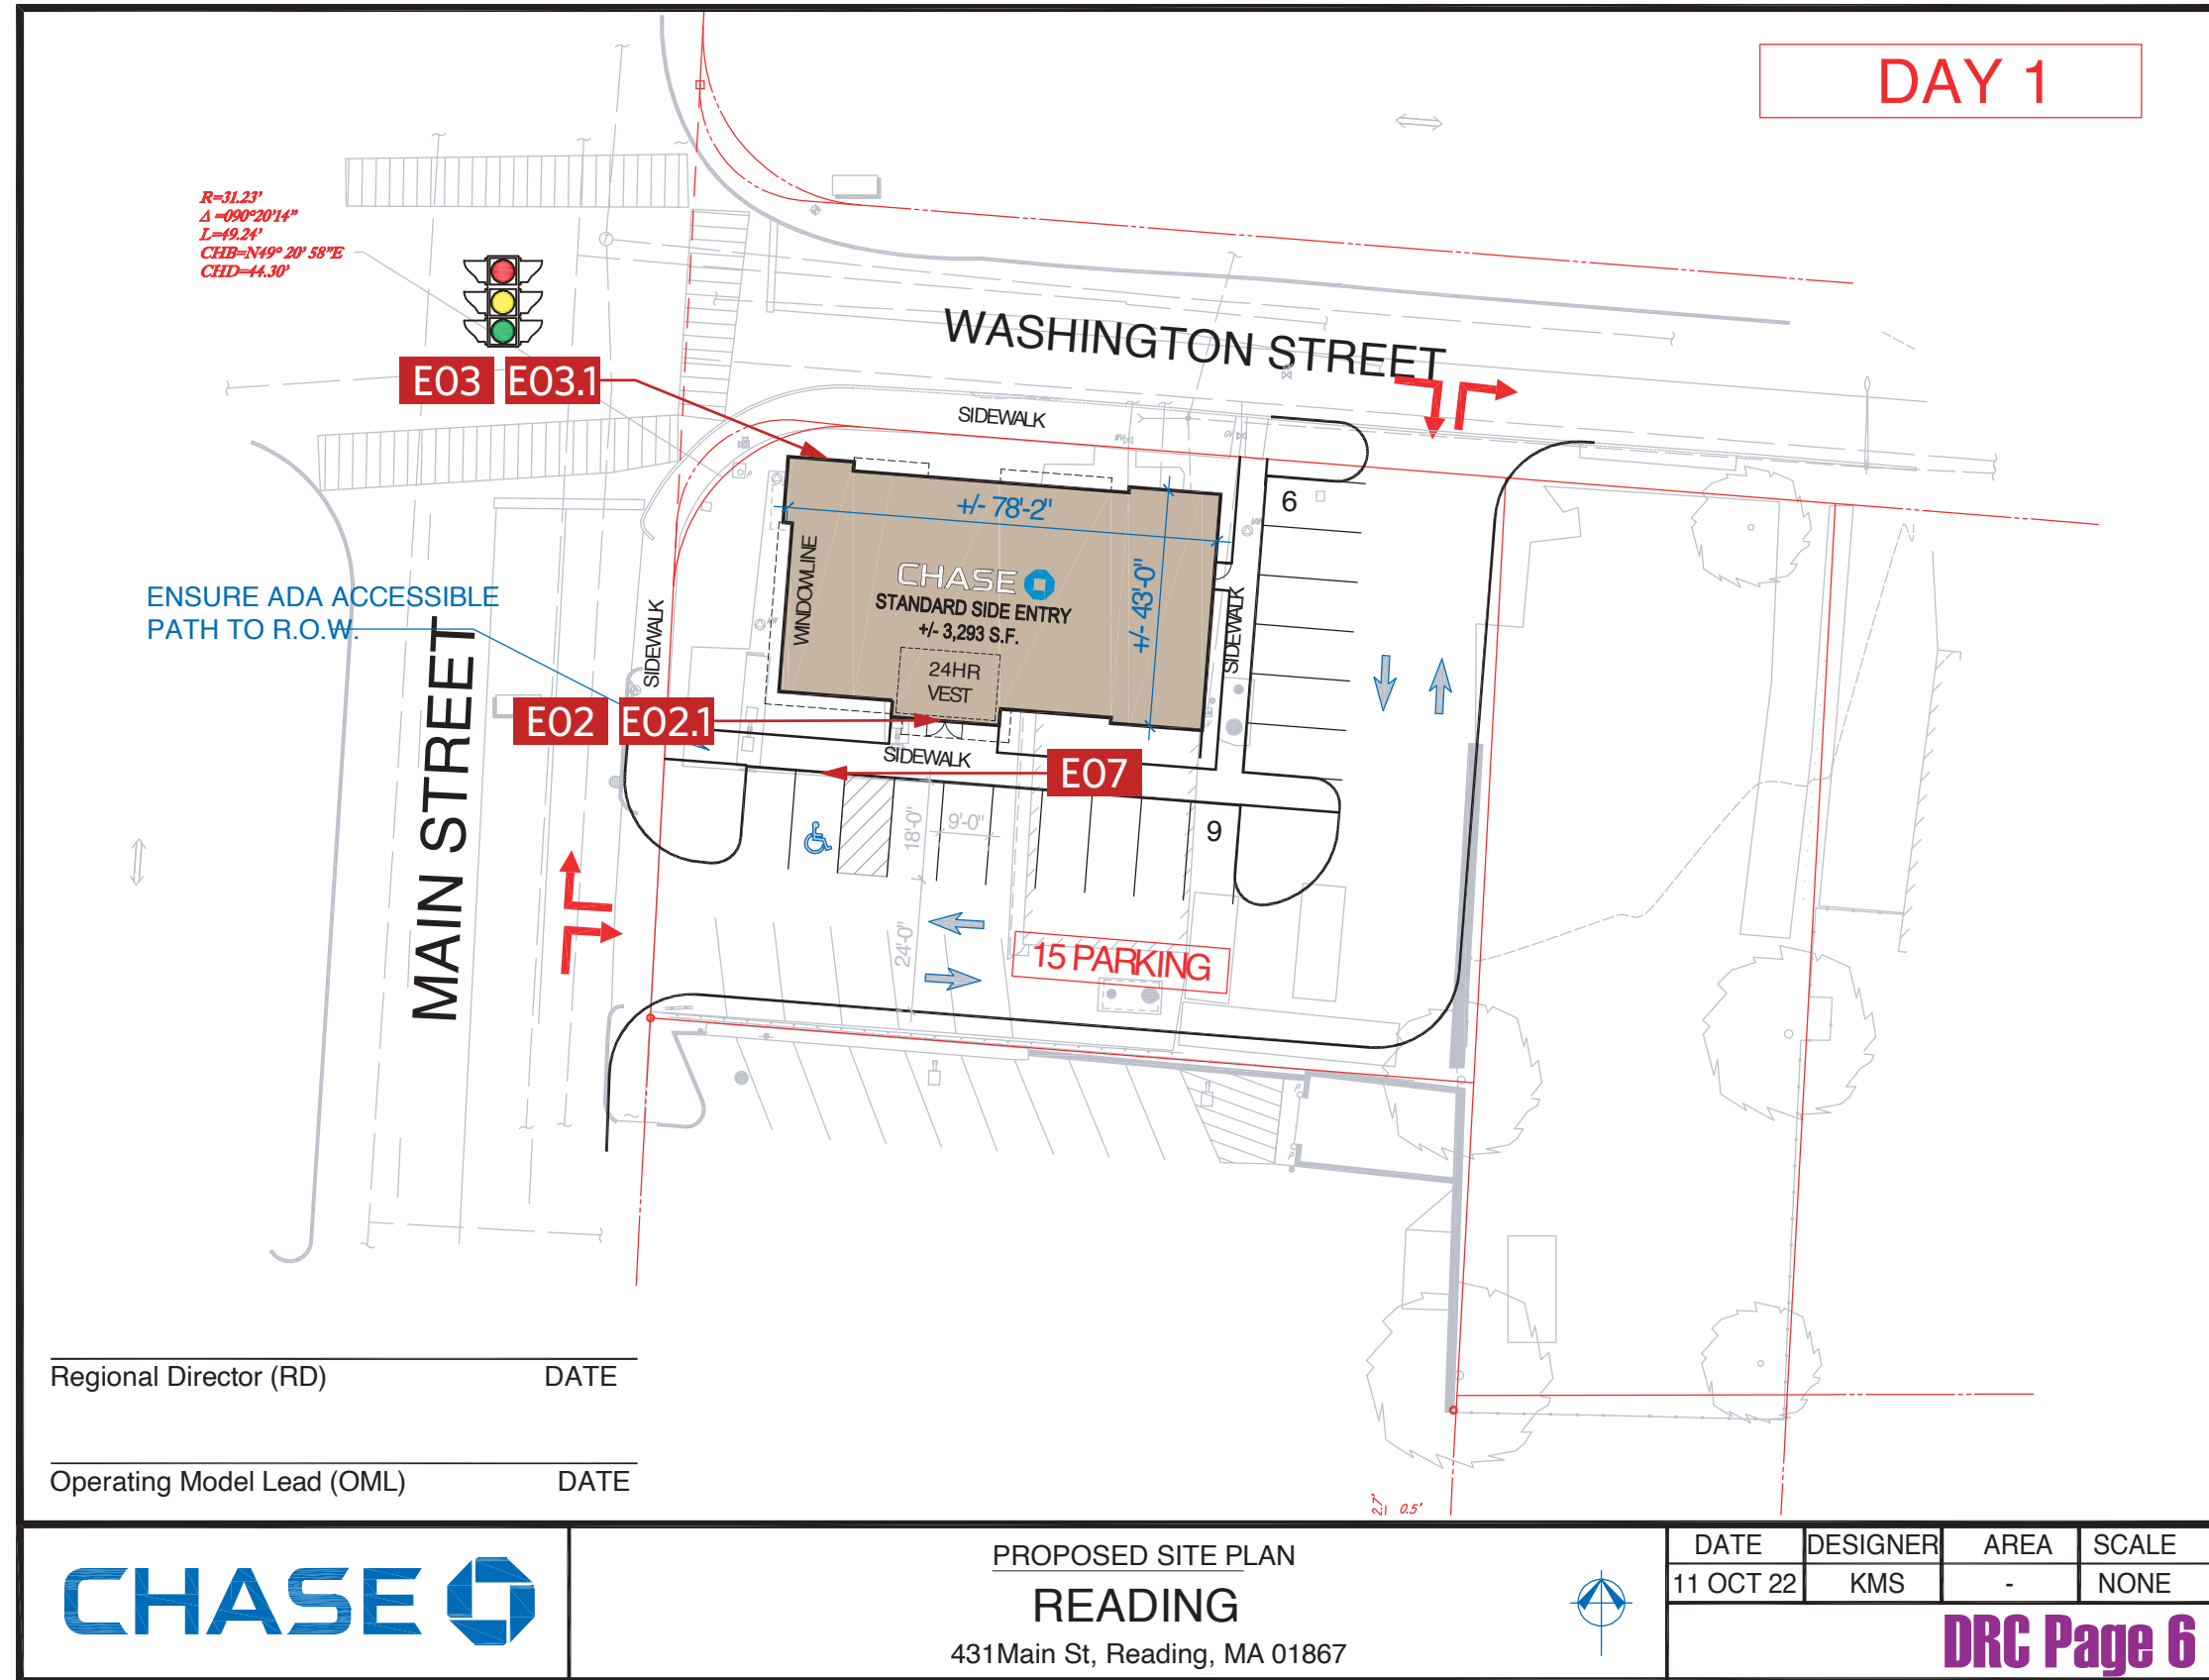 DAY 1
R=31.23'
Δ =090°20'14"
L=49.24'
CHB=N49° 20' 58"E
CHD=44.30'
WASHINGTON STREET
E03 E03.1
SIDEWALK
6
+/- 78'-2"
WINDOWLINE
CHASE
STANDARD SIDE ENTRY
+/- 3,293 S.F.
+/- 43'-0"
24HR
VEST
SIDEWALK
SIDEWALK
ENSURE ADA ACCESSIBLE
PATH TO R.O.W.
MAIN STREET
E02 E02.1
SIDEWALK
E07
18'-0"
9'-0"
9
24'-0"
15 PARKING
Regional Director (RD) DATE
Operating Model Lead (OML) DATE
2.7'
0.5'
CHASE
PROPOSED SITE PLAN
READING
431Main St, Reading, MA 01867
DATE DESIGNER AREA SCALE
11 OCT 22 KMS - NONE
DRC Page 6